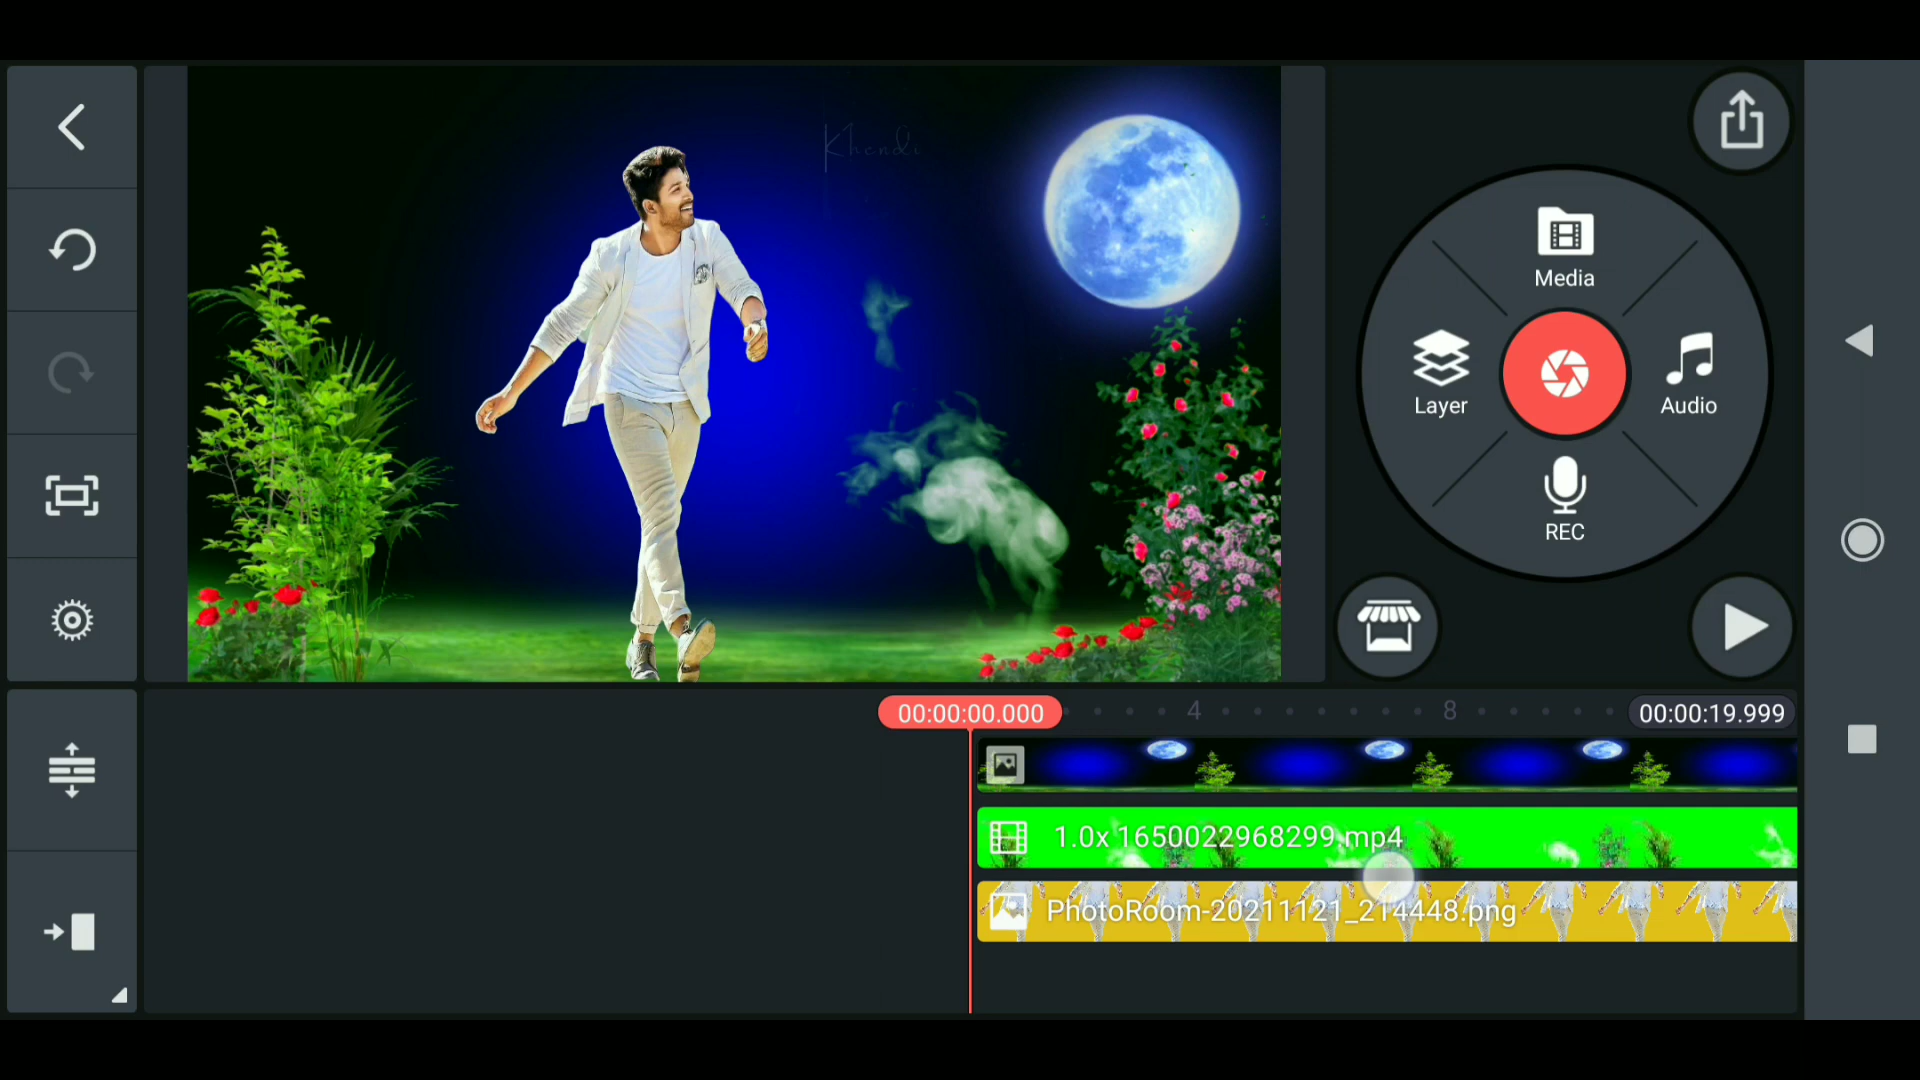 Khendi
Media
Layer
Audio
REC
00:00:00.000
4
8
00:00:19.999
1.0x 1650022968299.mp4
PhotoRoom-20211121_214448.png